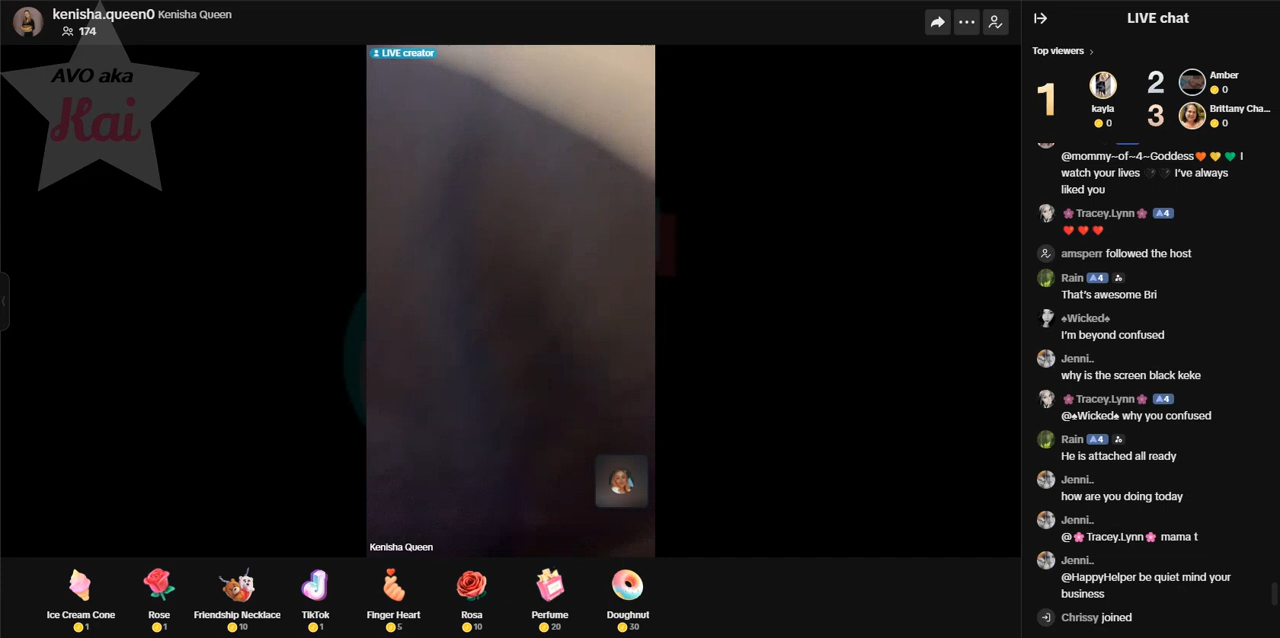 kenisha.queen0 Kenisha Queen
174
AVO aka
Kai
LIVE creator
Kenisha Queen
Ice Cream Cone
1
Rose
1
Friendship Necklace
10
TikTok
1
Finger Heart
5
Rosa
10
Perfume
20
Doughnut
30
LIVE chat
Top viewers
1
kayla
0
2
Amber
0
3
Brittany Cha...
0
@mommy~of~4~Goddess🧡 💛 💚 I
watch your lives 🖤 🖤 I've always
liked you
🌸Tracey.Lynn🌸 4
❤️ ❤️ ❤️
amsperr followed the host
Rain 4
That's awesome Bri
♠Wicked♠
I'm beyond confused
Jenni..
why is the screen black keke
🌸Tracey.Lynn🌸 4
@♠Wicked♠ why you confused
Rain 4
He is attached all ready
Jenni..
how are you doing today
Jenni..
@🌸Tracey.Lynn🌸 mama t
Jenni..
@HappyHelper be quiet mind your
business
Chrissy joined